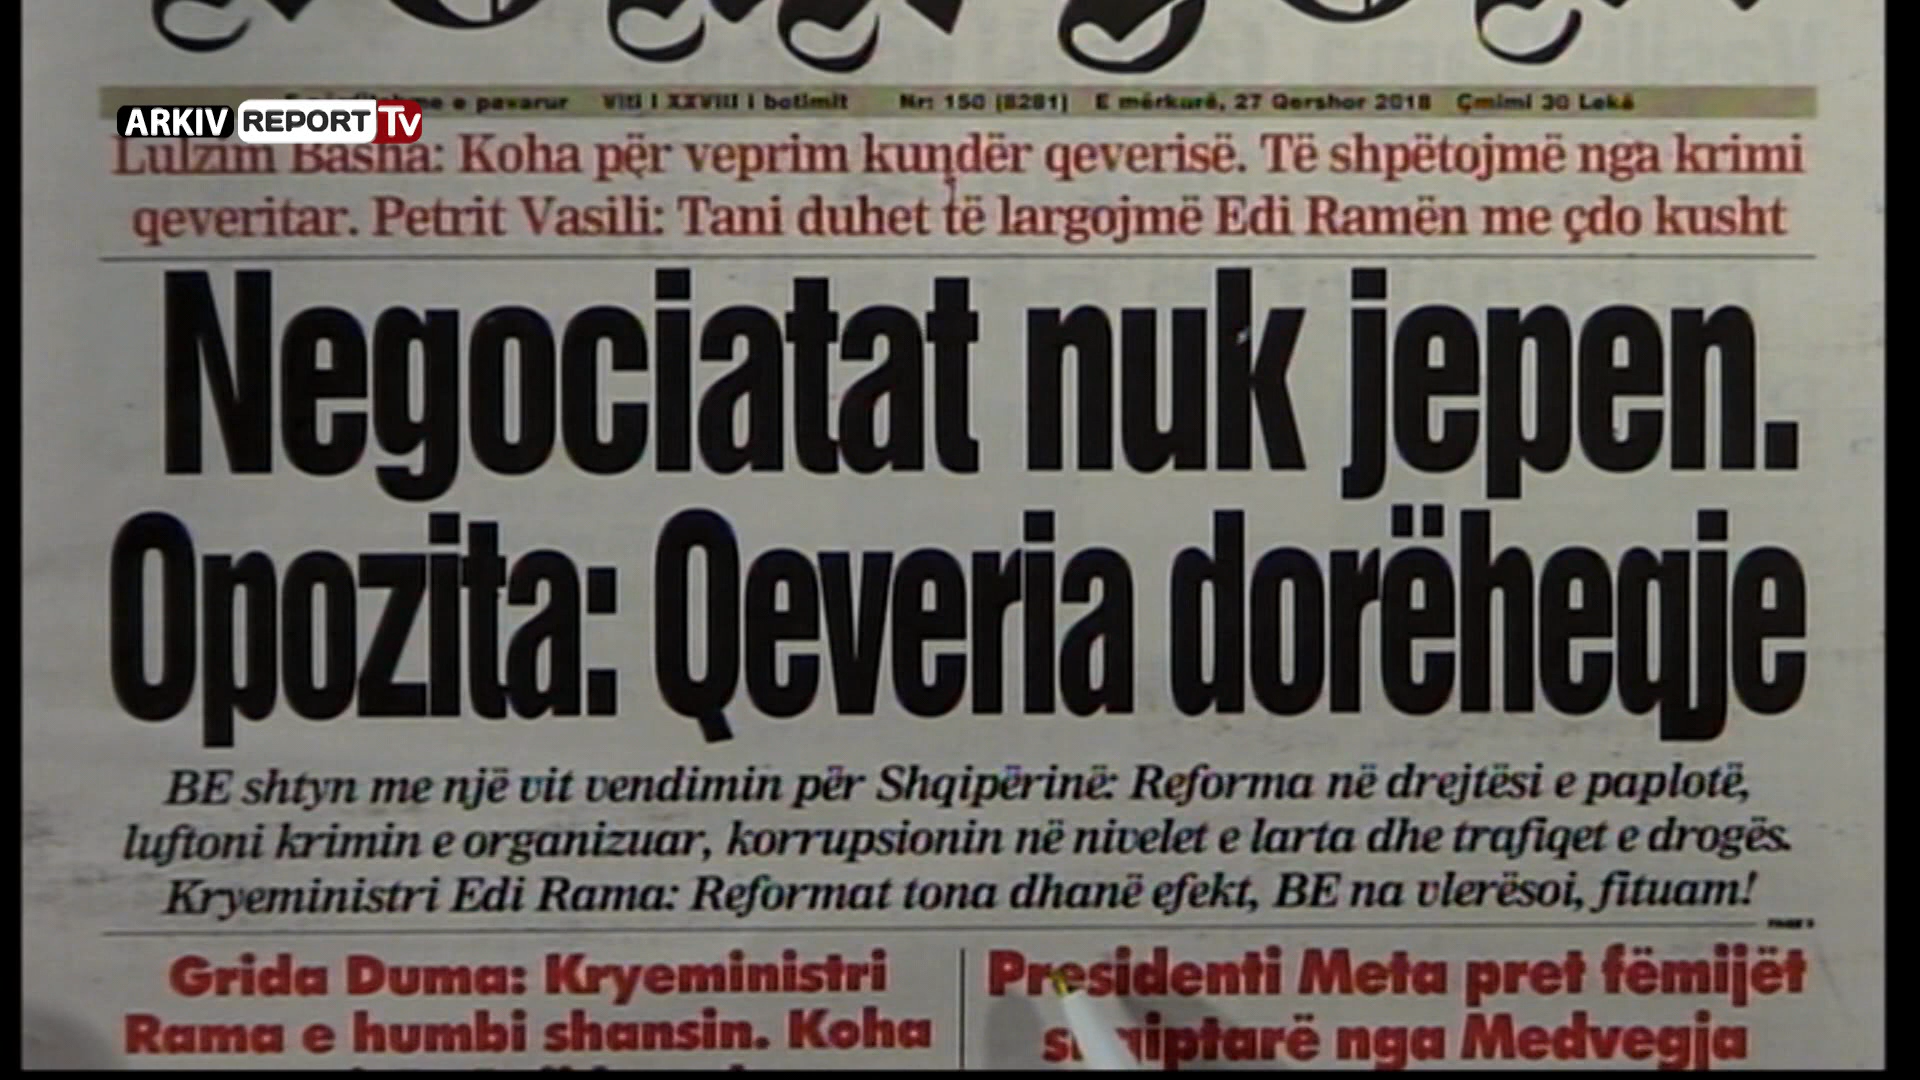 e pavarur Viti I XXVIII i botimit Nr: 150 (8281) E mërkurë, 27 Qershor 2018 Çmimi 30 Lekë
ARKIV REPORT Tv
Lulzim Basha: Koha për veprim kundër qeverisë. Të shpëtojmë nga krimi
qeveritar. Petrit Vasili: Tani duhet të largojmë Edi Ramën me çdo kusht
Negociatat nuk jepen.
Opozita: Qeveria dorëheqje
BE shtyn me një vit vendimin për Shqipërinë: Reforma në drejtësi e paplotë,
luftoni krimin e organizuar, korrupsionin në nivelet e larta dhe trafiqet e drogës.
Kryeministri Edi Rama: Reformat tona dhanë efekt, BE na vlerësoi, fituam!
Grida Duma: Kryeministri
Rama e humbi shansin. Koha
Presidenti Meta pret fëmijët
shqiptarë nga Medvegja